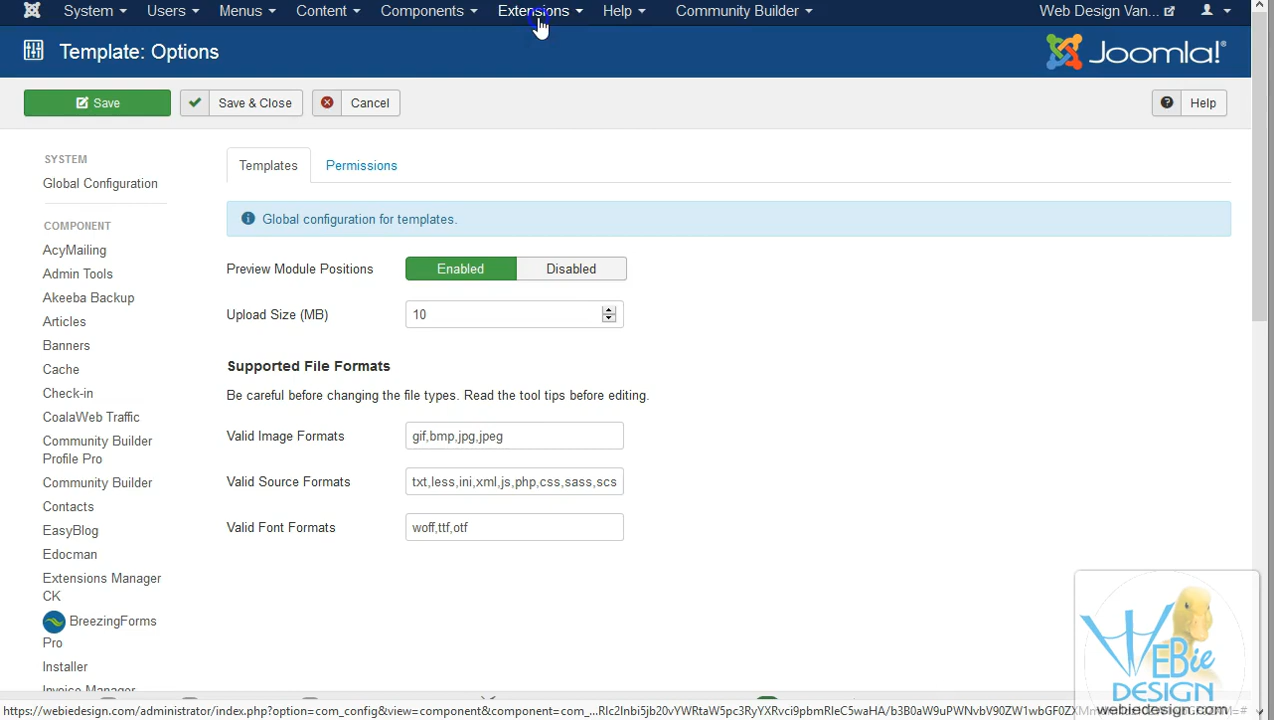 System Users Menus Content Components Extensions Help Community Builder Web Design Van...
Template: Options
Joomla!®
Save Save & Close Cancel Help
SYSTEM
Global Configuration
COMPONENT
AcyMailing
Admin Tools
Akeeba Backup
Articles
Banners
Cache
Check-in
CoalaWeb Traffic
Community Builder
Profile Pro
Community Builder
Contacts
EasyBlog
Edocman
Extensions Manager
CK
BreezingForms
Pro
Installer
Invoice Manager
Templates Permissions
Global configuration for templates.
Preview Module Positions Enabled Disabled
Upload Size (MB) 10
Supported File Formats
Be careful before changing the file types. Read the tool tips before editing.
Valid Image Formats gif,bmp,jpg,jpeg
Valid Source Formats txt,less,ini,xml,js,php,css,sass,scs
Valid Font Formats woff,ttf,otf
WEBie
DESIGN
webiedesign.com